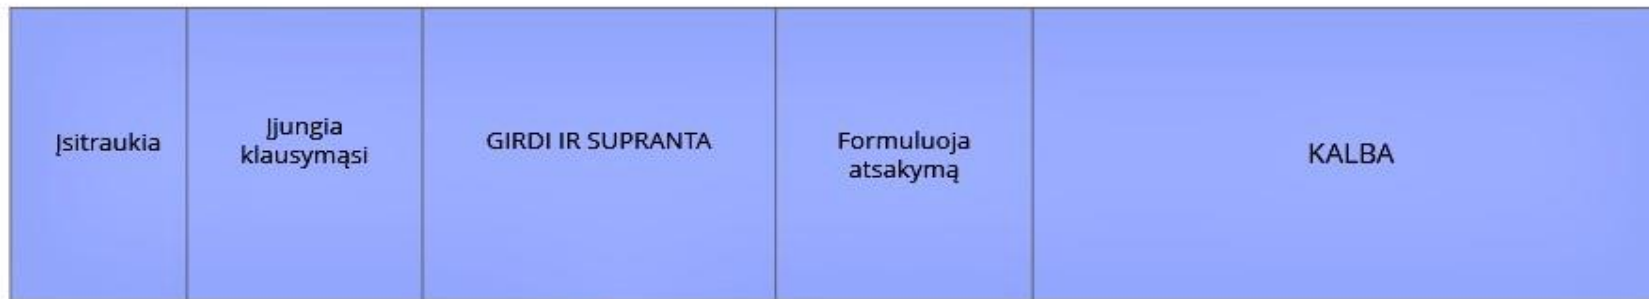 Įsitraukia
Įjungia
klausymąsi
GIRDI IR SUPRANTA
Formuluoja
atsakymą
KALBA